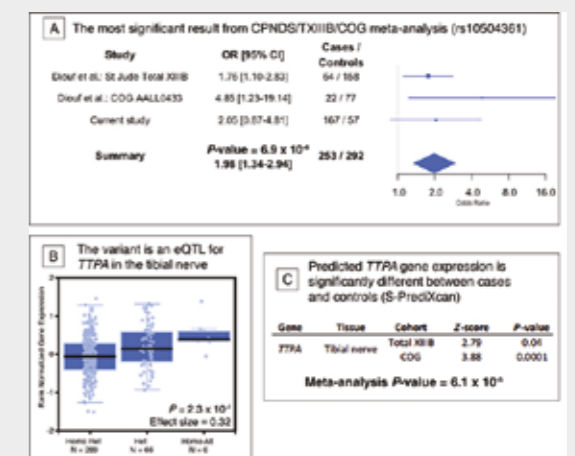 A The most significant result from CPNDS/TXIIIB/COG meta-analysis (rs10504361)
Study OR [95% CI] Cases / Controls
Diouf et al.: St Jude Total XIIIB 1.76 [1.10-2.83] 64 / 168
Diouf et al.: COG AALL0433 4.85 [1.23-19.14] 22 / 77
Current study 2.05 [0.87-4.81] 167 / 57
Summary P-value = 6.9 x 10 253 / 292
1.98 [1.34-2.94]
1.0 2.0 4.0 8.0 16.0
Odds Ratio
B The variant is an eQTL for
TTPA in the tibial nerve
Rank Normalized Gene Expression
2
0
-2
P = 2.3 x 10
Effect size = 0.32
Homo Ref Het Homo Alt
N = N = N = 6
C Predicted TTPA gene expression is
significantly different between cases
and controls (S-PrediXcan)
Gene Tissue Cohort Z-score P-value
TTPA Tibial nerve Total XIIIB 2.79 0.01
COG 3.88 0.0001
Meta-analysis P-value = 6.1 x 10